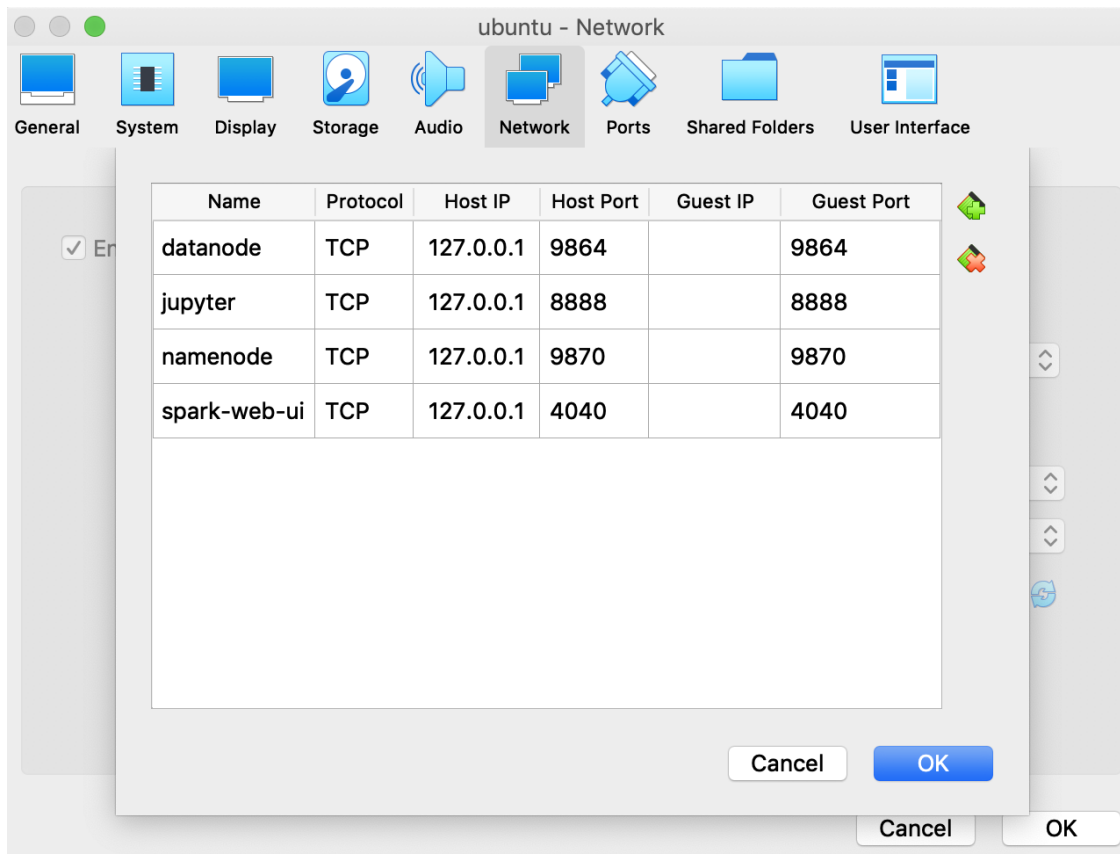 ubuntu - Network
General System Display Storage Audio Network Ports Shared Folders User Interface
Name Protocol Host IP Host Port Guest IP Guest Port
En
datanode TCP 127.0.0.1 9864 9864
jupyter TCP 127.0.0.1 8888 8888
namenode TCP 127.0.0.1 9870 9870
spark-web-ui TCP 127.0.0.1 4040 4040
Cancel OK
Cancel OK